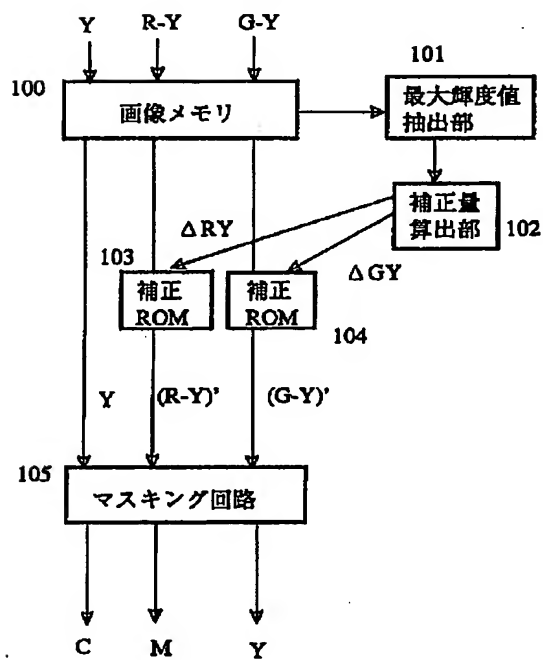 Y R-Y G-Y
101
100
画像メモリ
最大輝度値
抽出部
補正量
算出部
102
ΔRY
103
ΔGY
補正
ROM
補正
ROM
104
Y (R-Y)' (G-Y)'
105
マスキング回路
C M Y